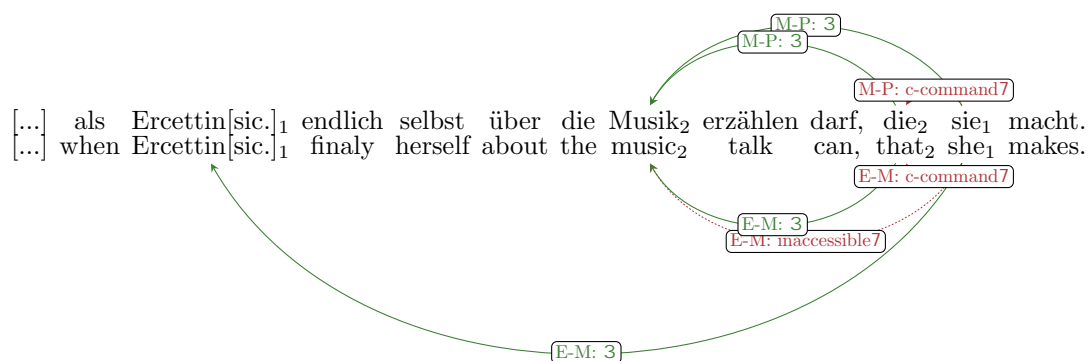 M-P: 3
M-P: 3
M-P: c-command7
[...] als Ercettin[sic.]₁ endlich selbst über die Musik₂ erzählen darf, die₂ sie₁ macht.
[...] when Ercettin[sic.]₁ finaly herself about the music₂ talk can, that₂ she₁ makes.
E-M: c-command7
E-M: 3
E-M: inaccessible7
E-M: 3